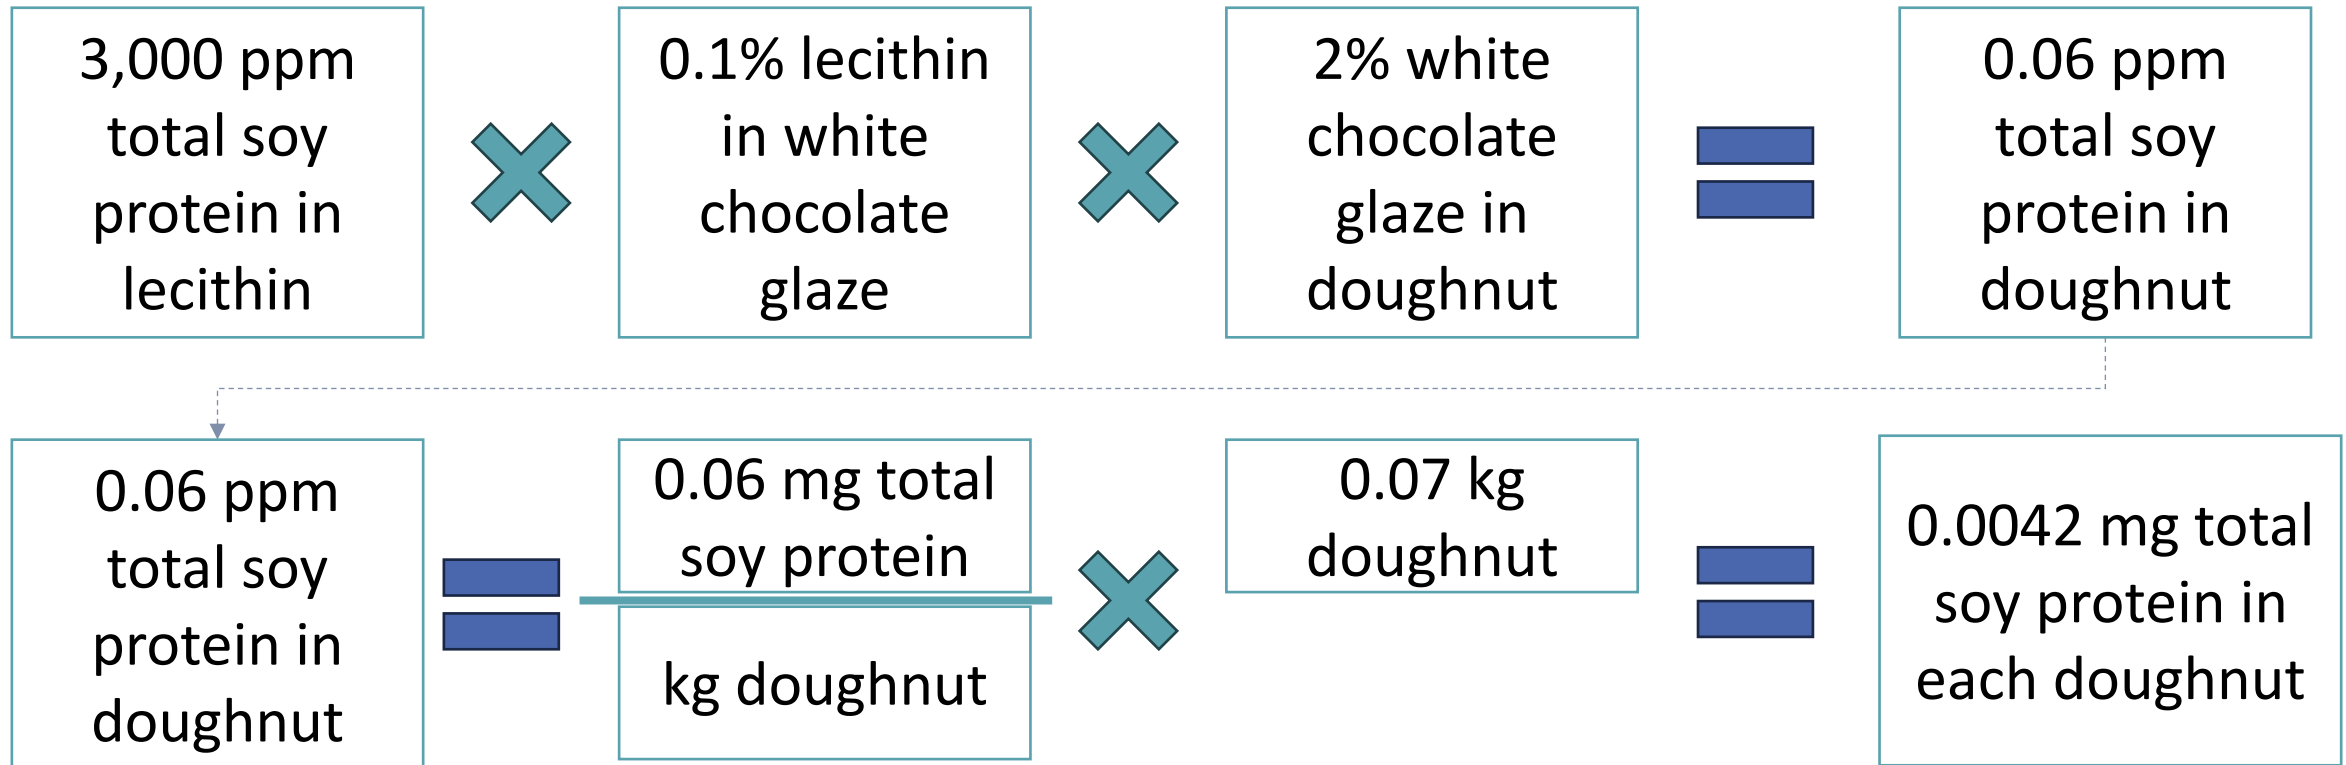 3,000 ppm
total soy
protein in
lecithin
0.1% lecithin
in white
chocolate
glaze
2% white
chocolate
glaze in
doughnut
0.06 ppm
total soy
protein in
doughnut
0.06 ppm
total soy
protein in
doughnut
0.06 mg total
soy protein
kg doughnut
0.07 kg
doughnut
0.0042 mg total
soy protein in
each doughnut